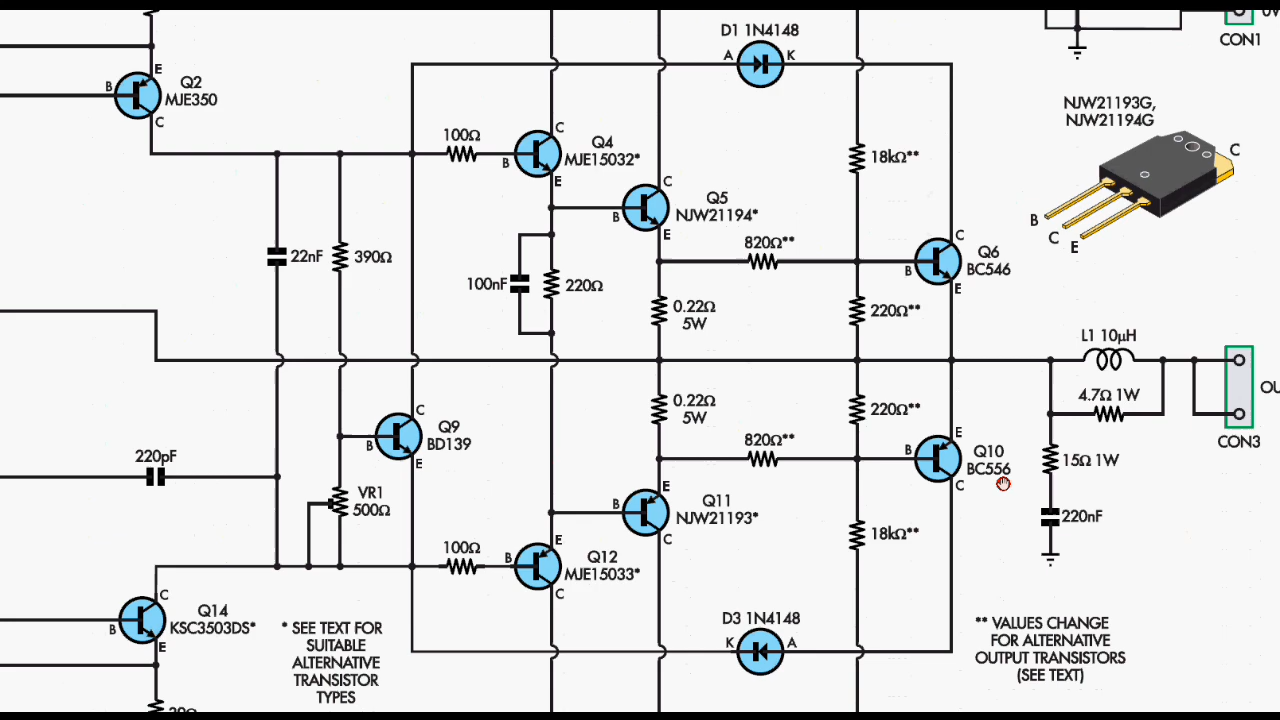 D1 1N4148
A
K
0V
CON1
E
Q2
MJE350
B
C
NJW21193G,
NJW21194G
C
B
C
E
100Ω
C
Q4
MJE15032*
B
E
18kΩ**
C
Q5
NJW21194*
B
E
820Ω**
C
Q6
BC546
B
E
22nF
390Ω
100nF
220Ω
0.22Ω
5W
220Ω**
L1 10µH
4.7Ω 1W
OU
CON3
C
Q9
BD139
B
E
0.22Ω
5W
220Ω**
820Ω**
E
Q10
BC556
B
C
15Ω 1W
220pF
VR1
500Ω
E
Q11
NJW21193*
B
C
220nF
18kΩ**
100Ω
E
Q12
MJE15033*
B
C
C
Q14
KSC3503DS*
B
E
* SEE TEXT FOR
SUITABLE
ALTERNATIVE
TRANSISTOR
TYPES
D3 1N4148
K
A
** VALUES CHANGE
FOR ALTERNATIVE
OUTPUT TRANSISTORS
(SEE TEXT)